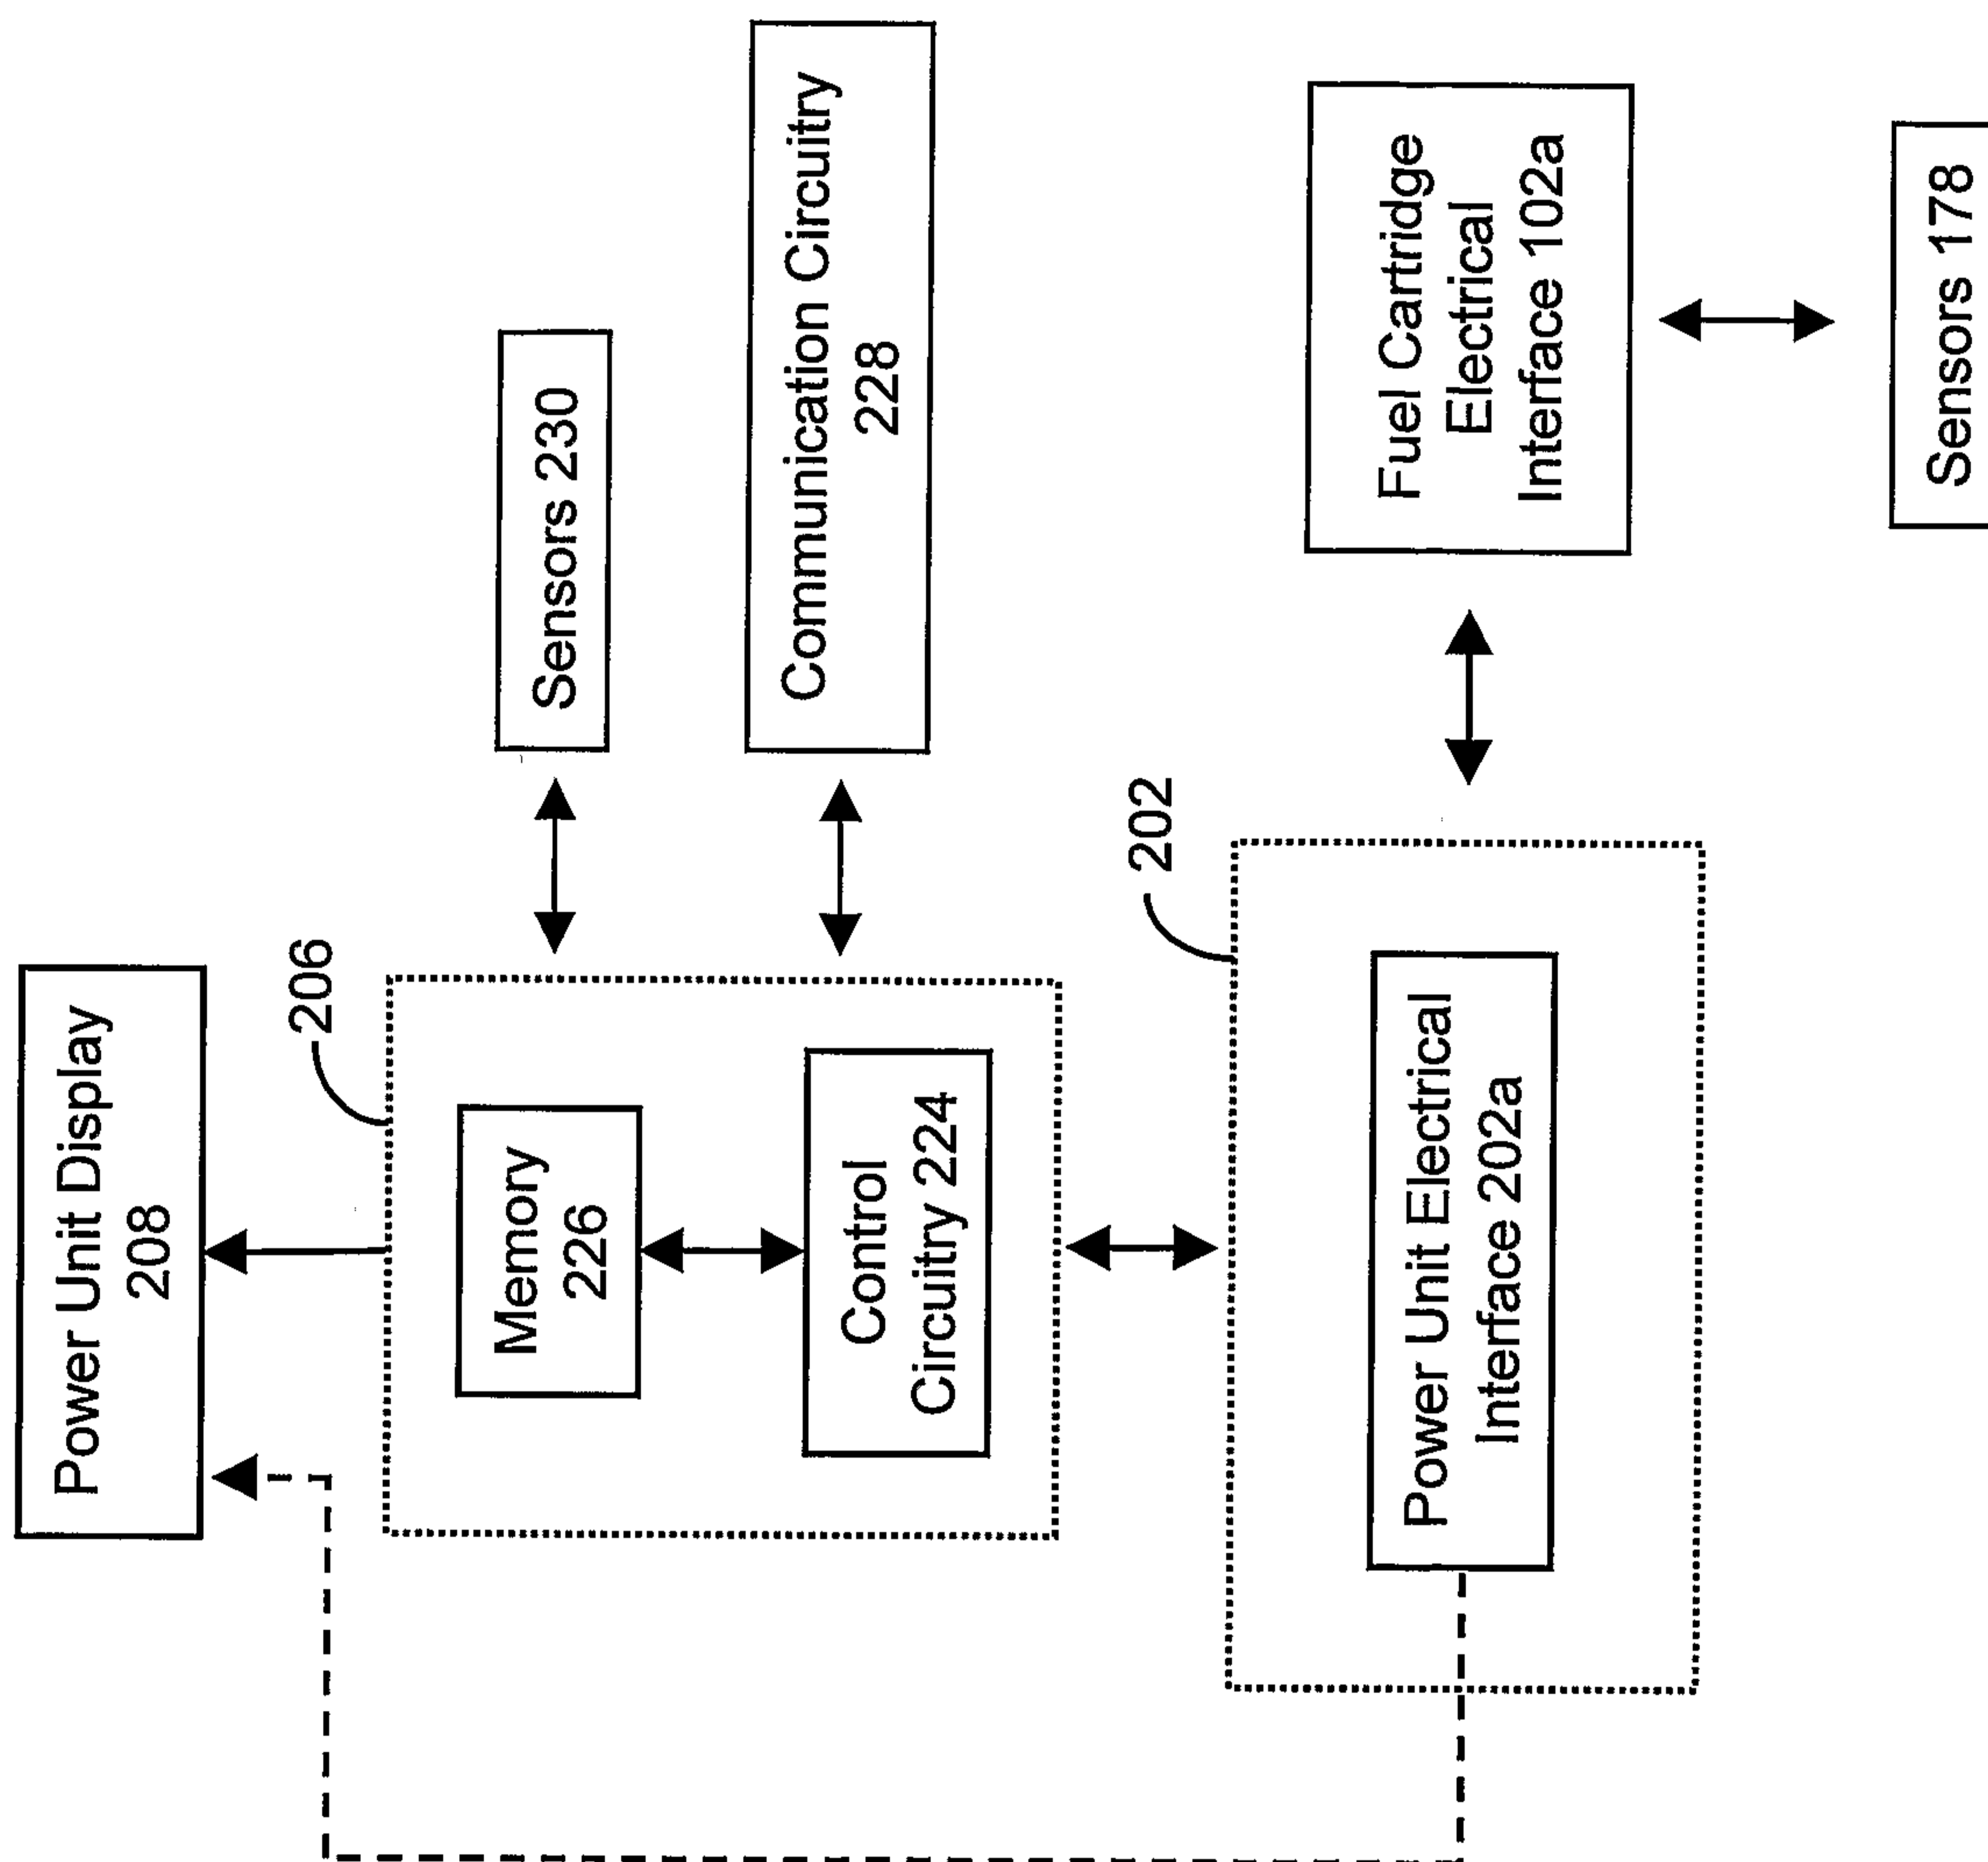 Power Unit Display
208
206
Memory
226
Sensors 230
Control
Circuitry 224
Communication Circuitry
228
202
Power Unit Electrical
Interface 202a
Fuel Cartridge
Electrical
Interface 102a
Sensors 178